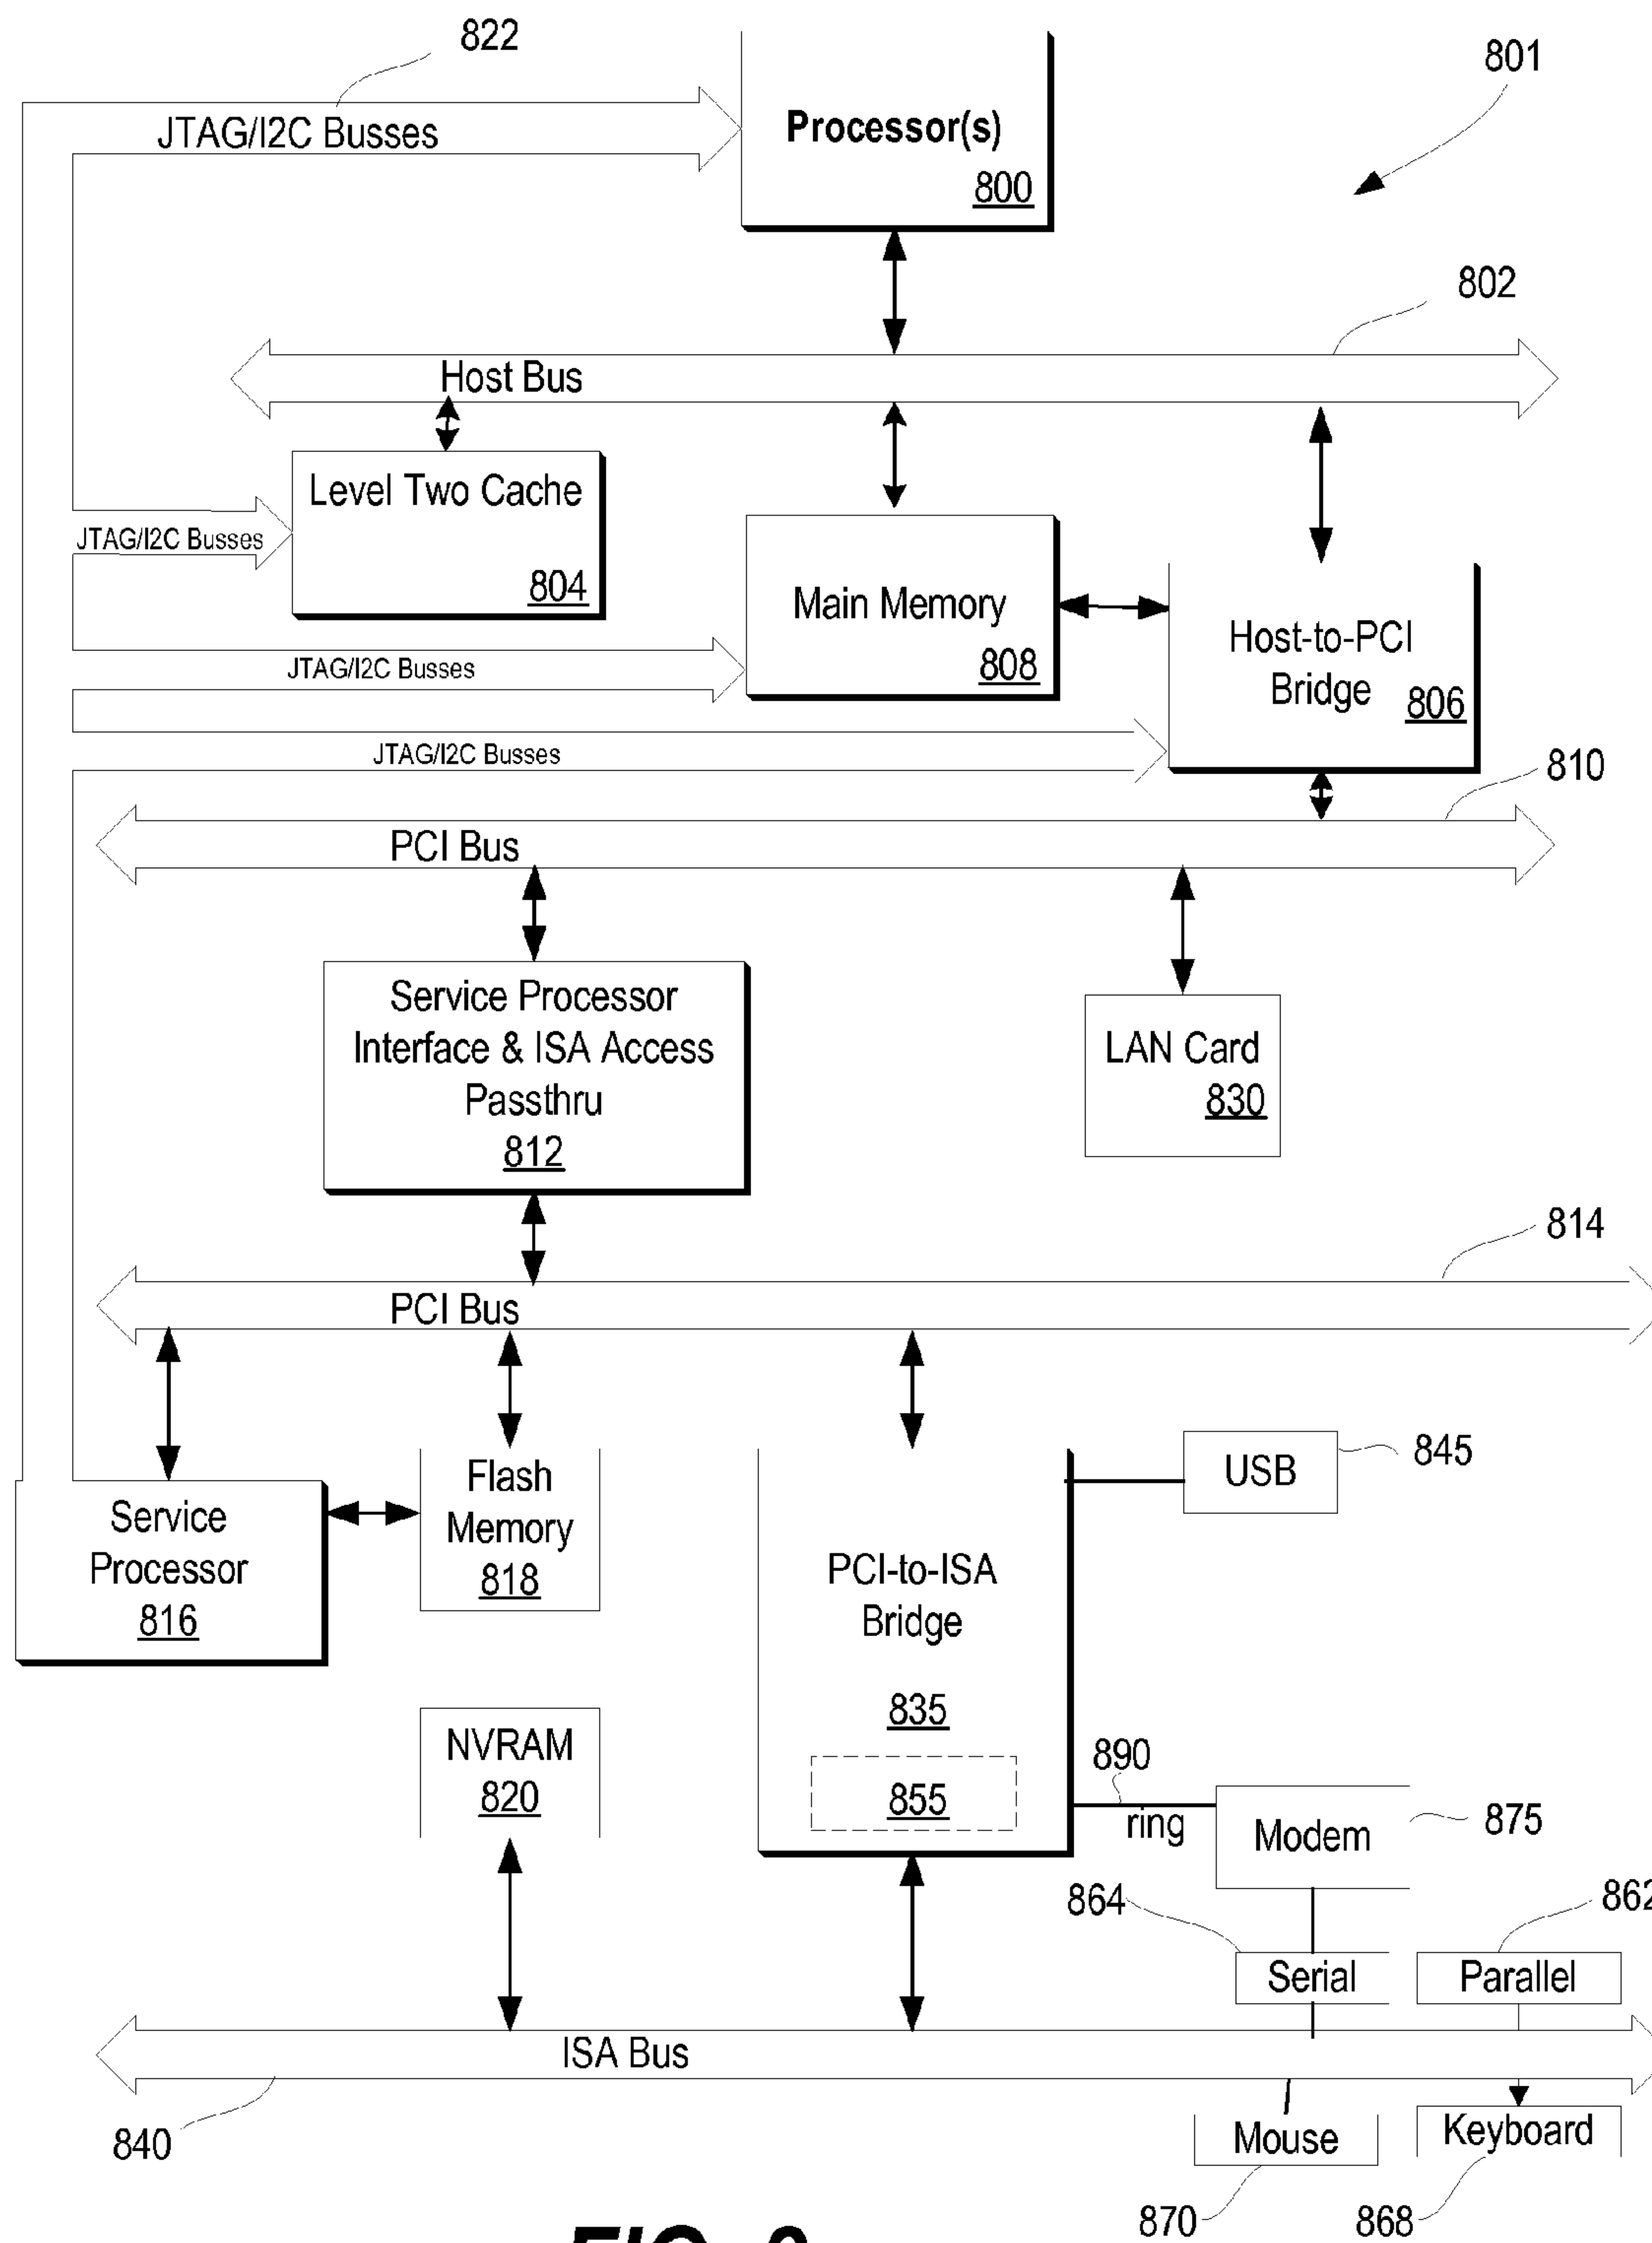 822
801
JTAG/I2C Busses
Processor(s)
800
802
Host Bus
Level Two Cache
804
JTAG/I2C Busses
Main Memory
808
Host-to-PCI
Bridge
806
JTAG/I2C Busses
JTAG/I2C Busses
810
PCI Bus
Service Processor
Interface & ISA Access
Passthru
812
LAN Card
830
814
PCI Bus
USB
845
Flash
Memory
818
Service
Processor
816
PCI-to-ISA
Bridge
835
855
NVRAM
820
890
ring
Modem
875
864
862
Serial
Parallel
ISA Bus
840
Mouse
Keyboard
870
868